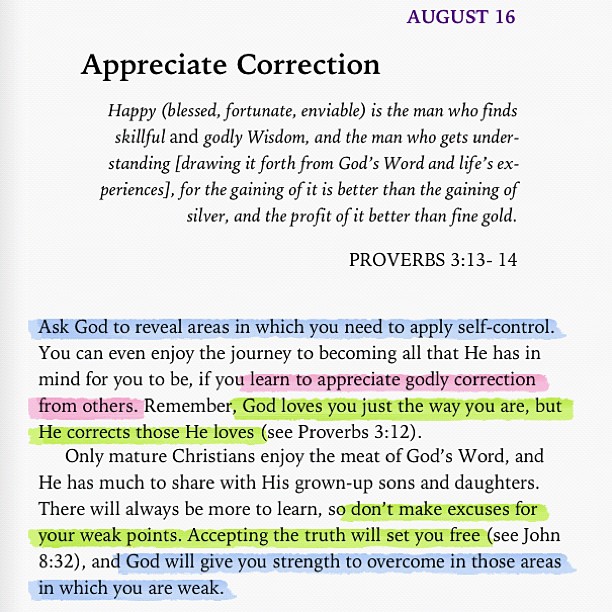 AUGUST 16
Appreciate Correction
Happy (blessed, fortunate, enviable) is the man who finds
skillful and godly Wisdom, and the man who gets under-
standing [drawing it forth from God's Word and life's ex-
periences], for the gaining of it is better than the gaining of
silver, and the profit of it better than fine gold.
PROVERBS 3:13- 14
Ask God to reveal areas in which you need to apply self-control.
You can even enjoy the journey to becoming all that He has in
mind for you to be, if you learn to appreciate godly correction
from others. Remember, God loves you just the way you are, but
He corrects those He loves (see Proverbs 3:12).
Only mature Christians enjoy the meat of God's Word, and
He has much to share with His grown-up sons and daughters.
There will always be more to learn, so don't make excuses for
your weak points. Accepting the truth will set you free (see John
8:32), and God will give you strength to overcome in those areas
in which you are weak.